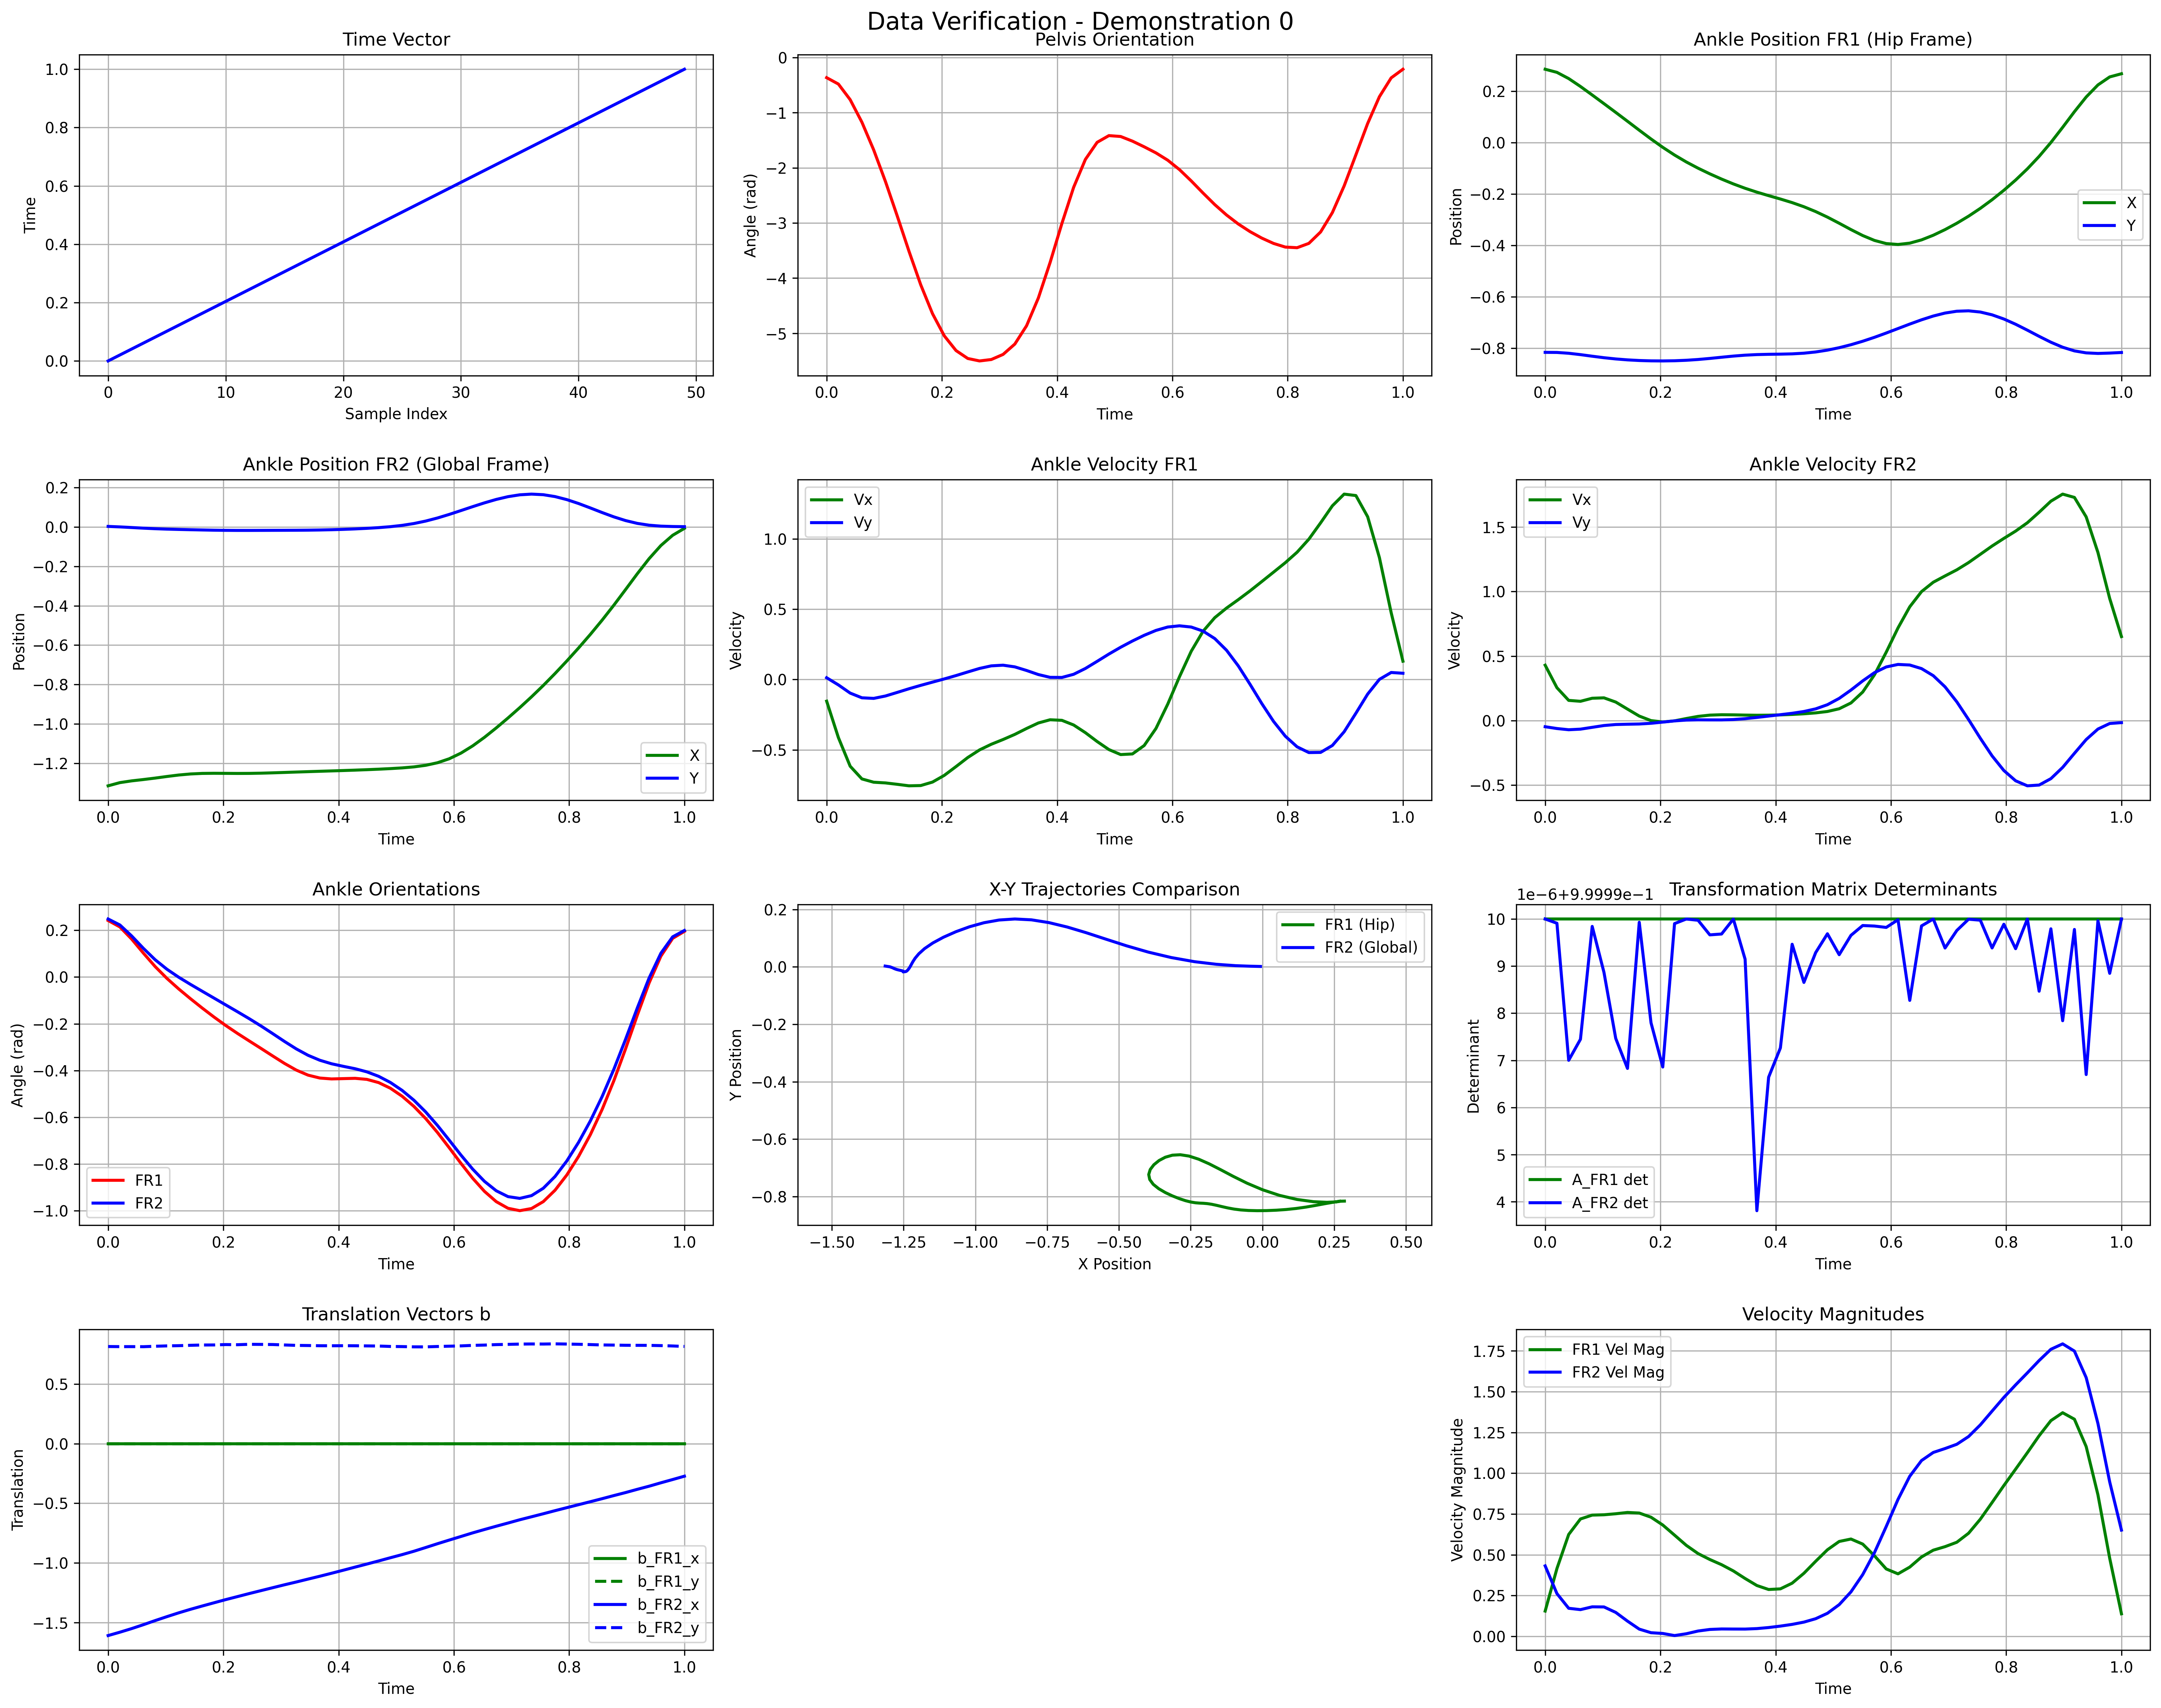 Data Verification - Demonstration 0
Time Vector
1.0
0.8
0.6
0.4
0.2
0.0
Time
0 10 20 30 40 50
Sample Index
Pelvis Orientation
0
−1
−2
−3
−4
−5
Angle (rad)
0.0 0.2 0.4 0.6 0.8 1.0
Time
Ankle Position FR1 (Hip Frame)
0.2
0.0
−0.2
−0.4
−0.6
−0.8
Position
X
Y
0.0 0.2 0.4 0.6 0.8 1.0
Time
Ankle Position FR2 (Global Frame)
0.2
0.0
−0.2
−0.4
−0.6
−0.8
−1.0
−1.2
Position
X
Y
0.0 0.2 0.4 0.6 0.8 1.0
Time
Ankle Velocity FR1
Vx
Vy
1.0
0.5
0.0
−0.5
Velocity
0.0 0.2 0.4 0.6 0.8 1.0
Time
Ankle Velocity FR2
Vx
Vy
1.5
1.0
0.5
0.0
−0.5
Velocity
0.0 0.2 0.4 0.6 0.8 1.0
Time
Ankle Orientations
0.2
0.0
−0.2
−0.4
−0.6
−0.8
−1.0
Angle (rad)
FR1
FR2
0.0 0.2 0.4 0.6 0.8 1.0
Time
X-Y Trajectories Comparison
FR1 (Hip)
FR2 (Global)
0.2
0.0
−0.2
−0.4
−0.6
−0.8
Y Position
−1.50 −1.25 −1.00 −0.75 −0.50 −0.25 0.00 0.25 0.50
X Position
1e−6+9.9999e−1
Transformation Matrix Determinants
10
9
8
7
6
5
4
Determinant
A_FR1 det
A_FR2 det
0.0 0.2 0.4 0.6 0.8 1.0
Time
Translation Vectors b
0.5
0.0
−0.5
−1.0
−1.5
Translation
b_FR1_x
b_FR1_y
b_FR2_x
b_FR2_y
0.0 0.2 0.4 0.6 0.8 1.0
Time
Velocity Magnitudes
FR1 Vel Mag
FR2 Vel Mag
1.75
1.50
1.25
1.00
0.75
0.50
0.25
0.00
Velocity Magnitude
0.0 0.2 0.4 0.6 0.8 1.0
Time